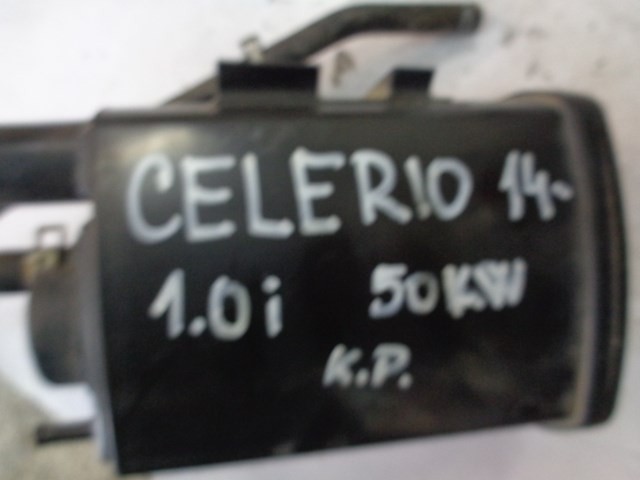 CELERIO 14-
1.0i 50KW
K.P.